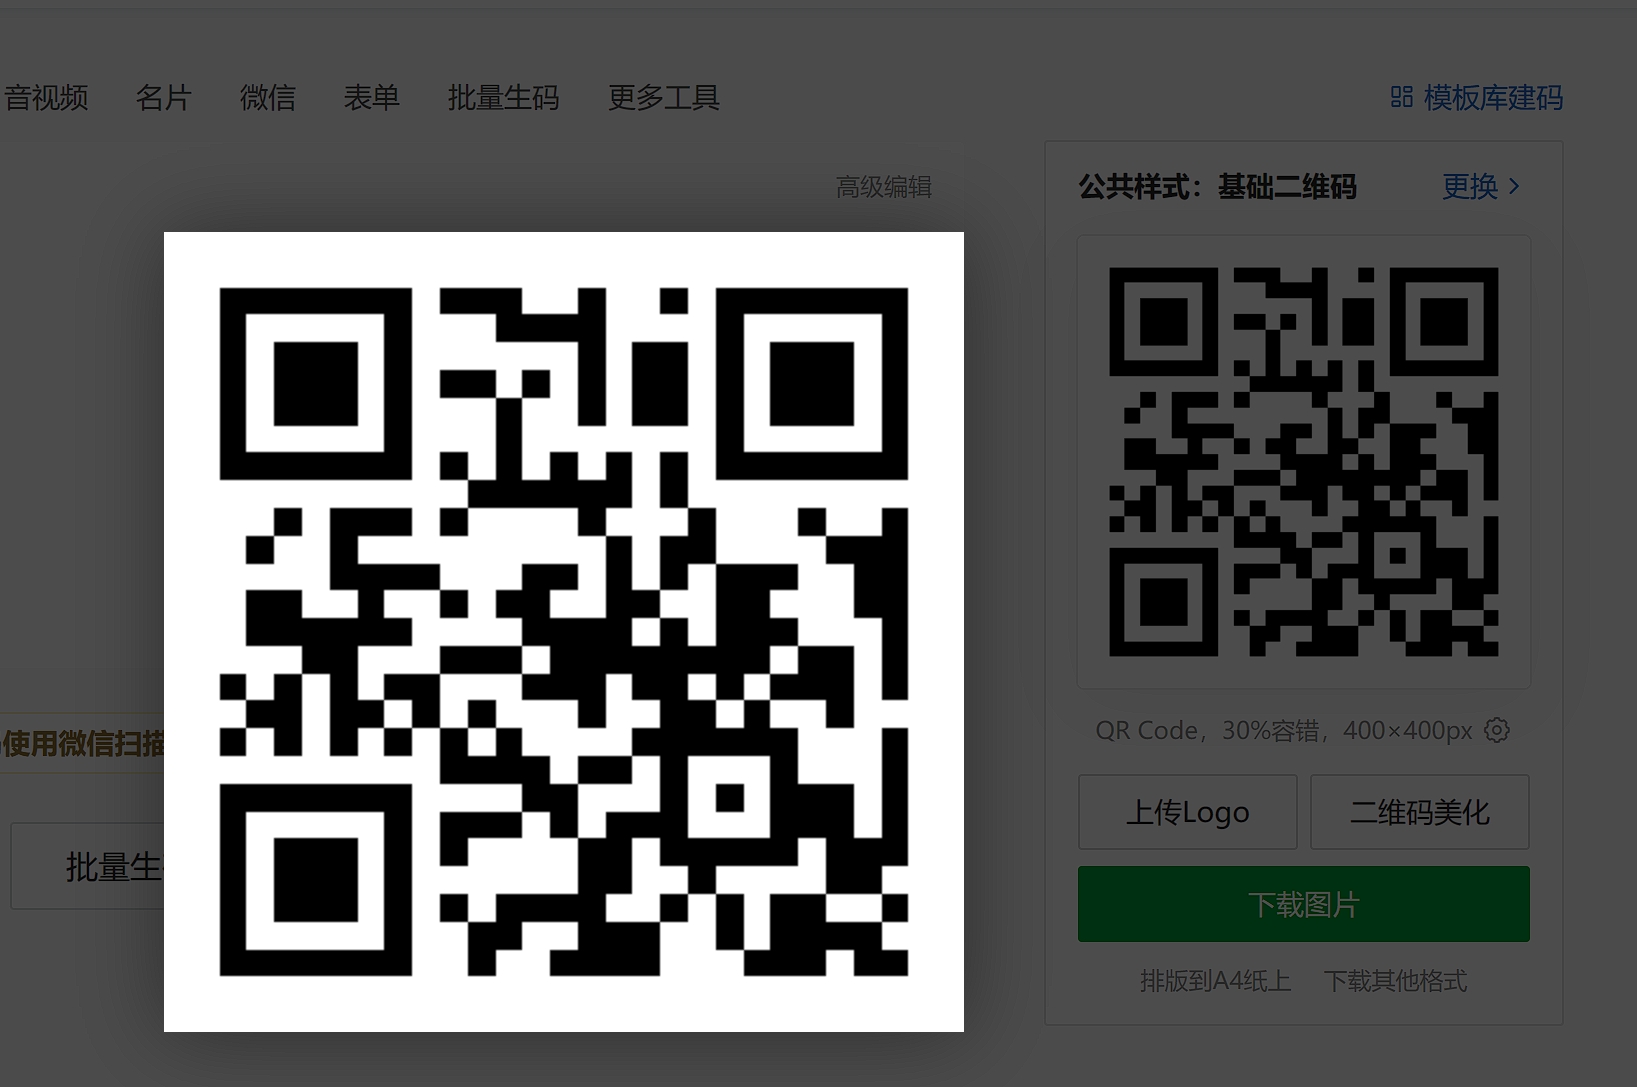 音视频 名片 微信 表单 批量生码 更多工具
模板库建码
高级编辑
公共样式：基础二维码 更换
QR Code，30%容错，400×400px
使用微信扫描
上传Logo 二维码美化
批量生
下载图片
排版到A4纸上 下载其他格式